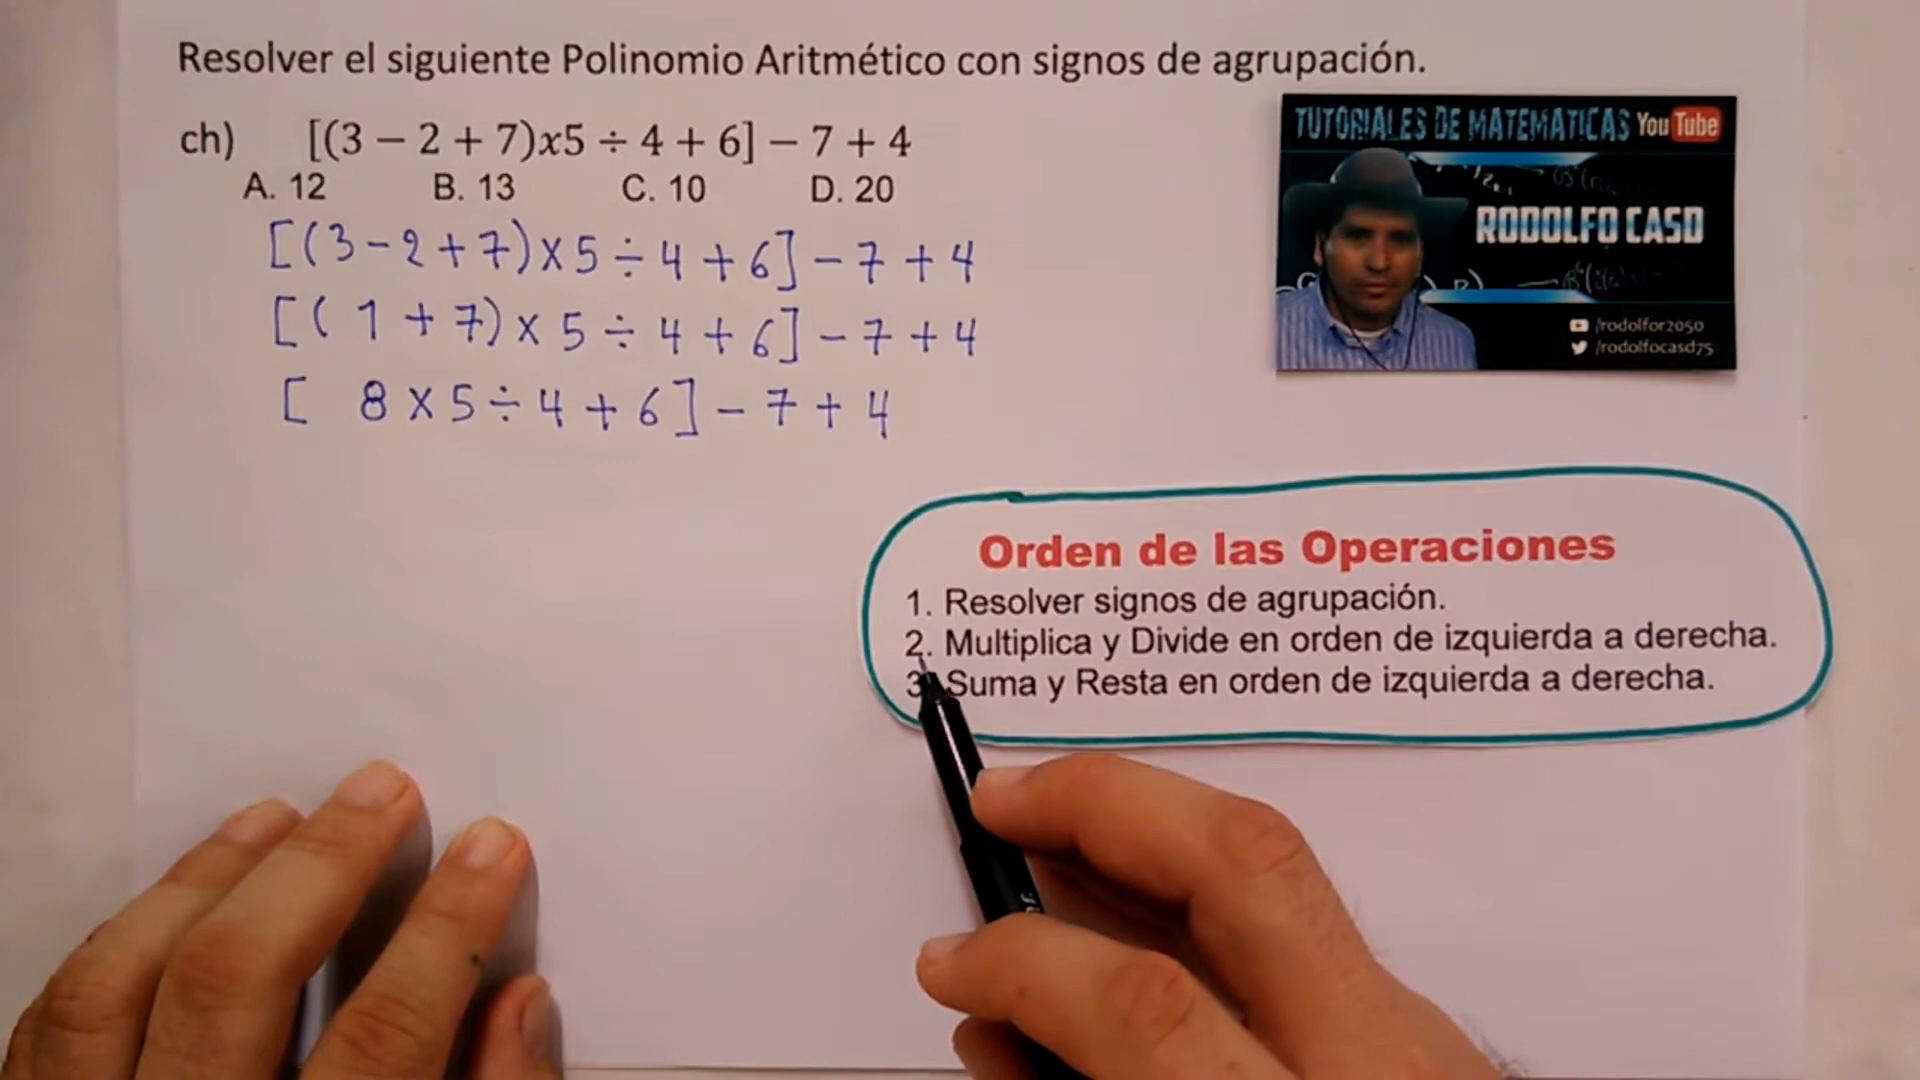 Resolver el siguiente Polinomio Aritmético con signos de agrupación.
ch) [(3 − 2 + 7)x5 ÷ 4 + 6] − 7 + 4
A. 12 B. 13 C. 10 D. 20
[(3-2+7)×5÷4+6]-7+4
[(1+7)×5÷4+6]-7+4
[ 8×5÷4+6]-7+4
TUTORIALES DE MATEMATICAS YouTube
RODOLFO CASD
/rodolfor2050
/rodolfocasd75
Orden de las Operaciones
1. Resolver signos de agrupación.
2. Multiplica y Divide en orden de izquierda a derecha.
3. Suma y Resta en orden de izquierda a derecha.